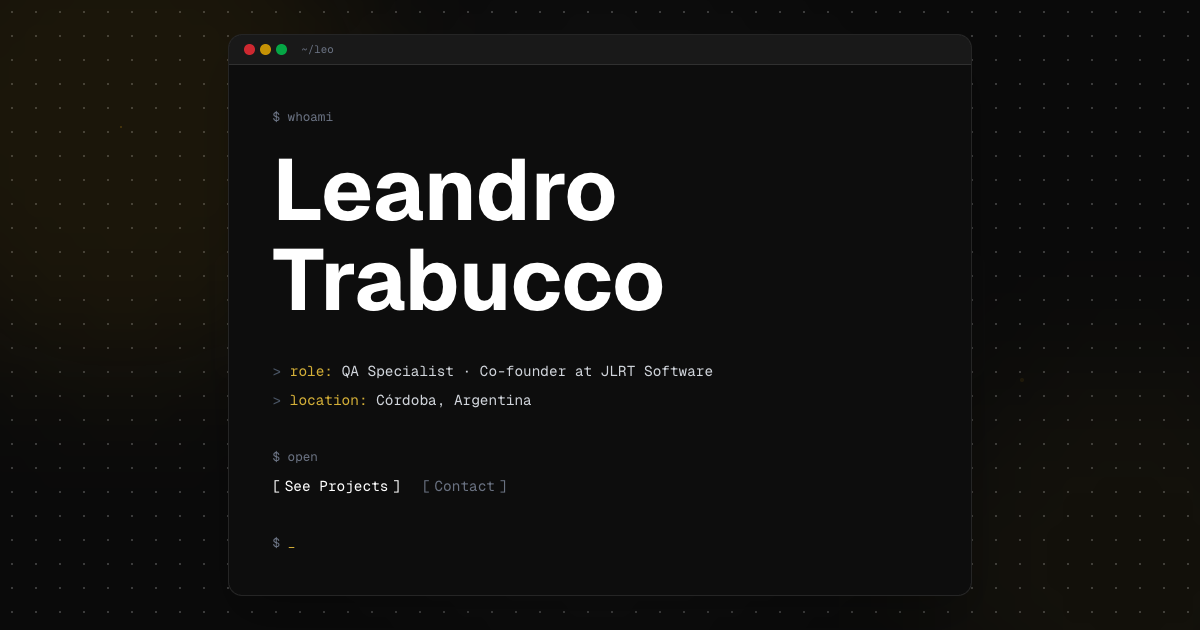 ~/leo
$ whoami
Leandro
Trabucco
> role: QA Specialist · Co-founder at JLRT Software
> location: Córdoba, Argentina
$ open
[ See Projects ] [ Contact ]
$ _